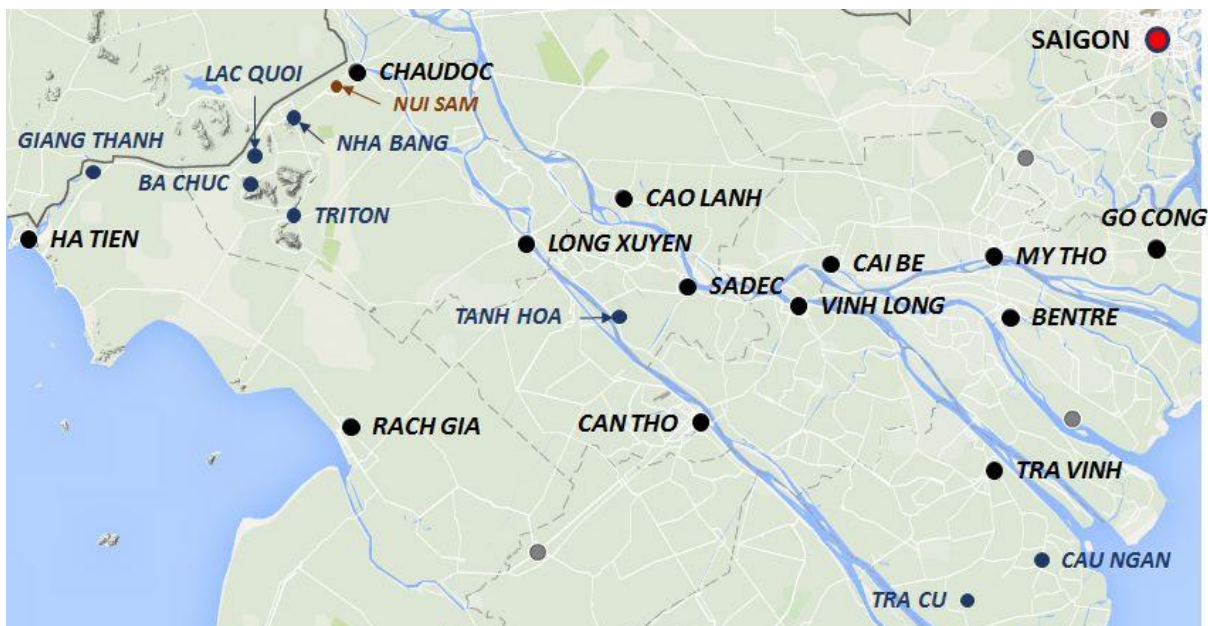 SAIGON
LAC QUOI
CHAUDOC
NUI SAM
GIANG THANH
NHA BANG
BA CHUC
CAO LANH
TRITON
GO CONG
HA TIEN
LONG XUYEN
CAI BE
MY THO
SADEC
VINH LONG
BENTRE
TANH HOA
RACH GIA
CAN THO
TRA VINH
CAU NGAN
TRA CU